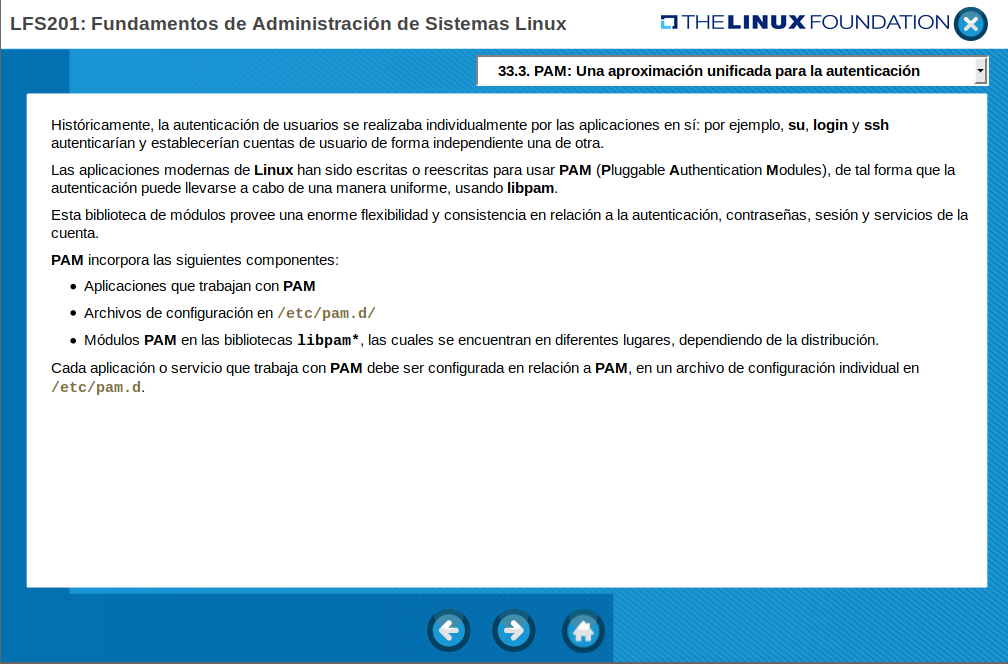 LFS201: Fundamentos de Administración de Sistemas Linux
THE LINUX FOUNDATION
33.3. PAM: Una aproximación unificada para la autenticación
Históricamente, la autenticación de usuarios se realizaba individualmente por las aplicaciones en sí: por ejemplo, su, login y ssh
autenticarían y establecerían cuentas de usuario de forma independiente una de otra.
Las aplicaciones modernas de Linux han sido escritas o reescritas para usar PAM (Pluggable Authentication Modules), de tal forma que la
autenticación puede llevarse a cabo de una manera uniforme, usando libpam.
Esta biblioteca de módulos provee una enorme flexibilidad y consistencia en relación a la autenticación, contraseñas, sesión y servicios de la
cuenta.
PAM incorpora las siguientes componentes:
• Aplicaciones que trabajan con PAM
• Archivos de configuración en /etc/pam.d/
• Módulos PAM en las bibliotecas libpam*, las cuales se encuentran en diferentes lugares, dependiendo de la distribución.
Cada aplicación o servicio que trabaja con PAM debe ser configurada en relación a PAM, en un archivo de configuración individual en
/etc/pam.d.